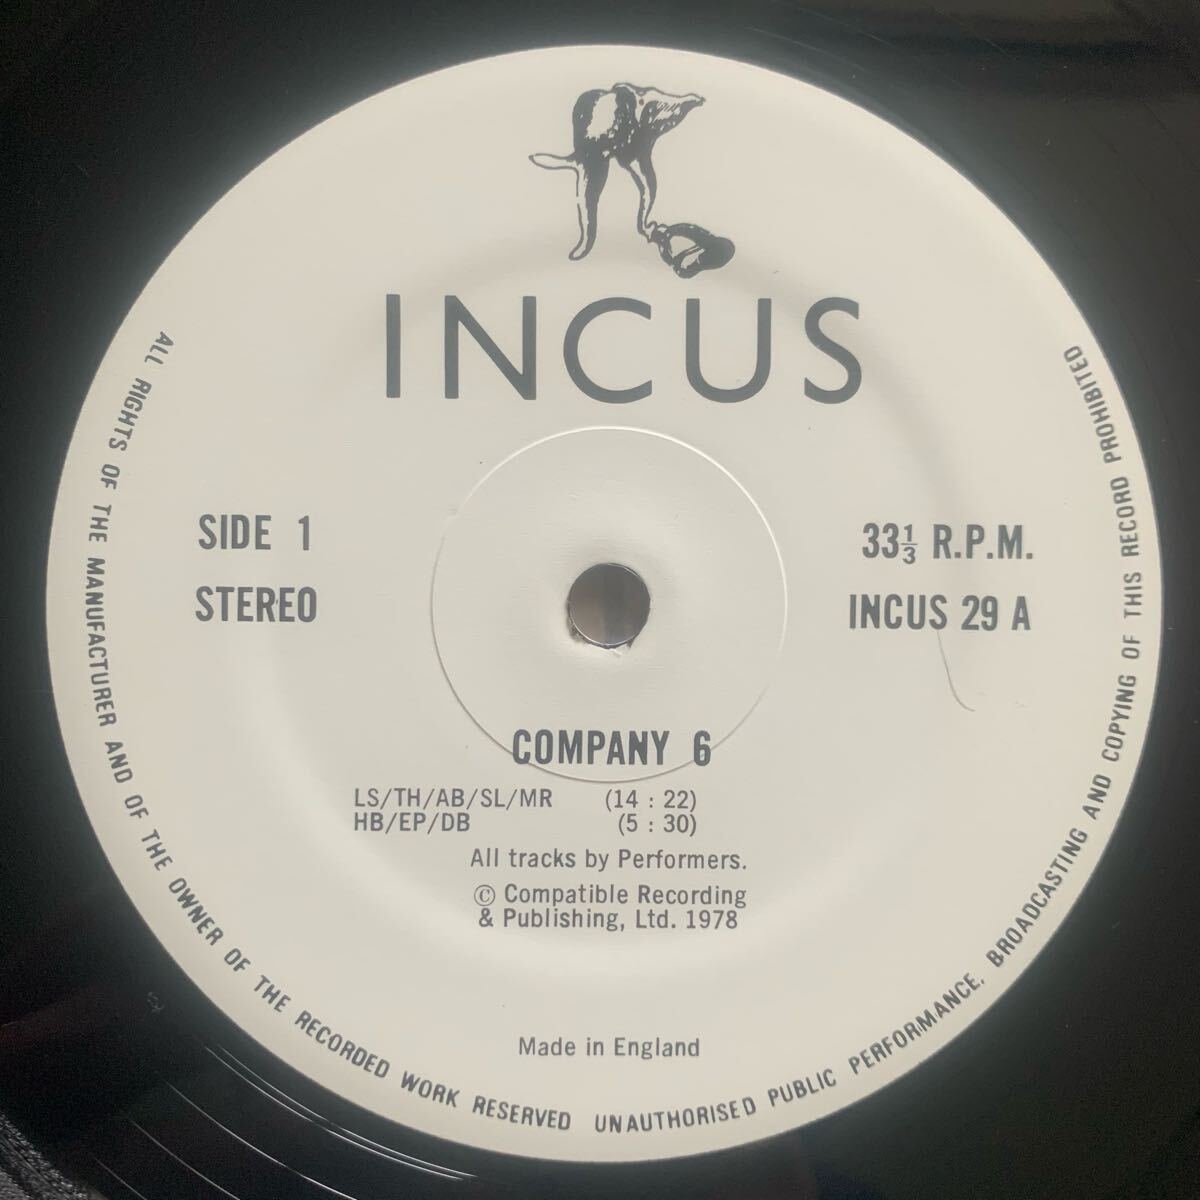 INCUS
SIDE 1
STEREO
33⅓ R.P.M.
INCUS 29 A
COMPANY 6
LS/TH/AB/SL/MR (14 : 22)
HB/EP/DB (5 : 30)
All tracks by Performers.
© Compatible Recording
& Publishing, Ltd. 1978
Made in England
ALL RIGHTS OF THE MANUFACTURER AND OF THE OWNER OF THE RECORDED WORK RESERVED UNAUTHORISED PUBLIC PERFORMANCE, BROADCASTING AND COPYING OF THIS RECORD PROHIBITED